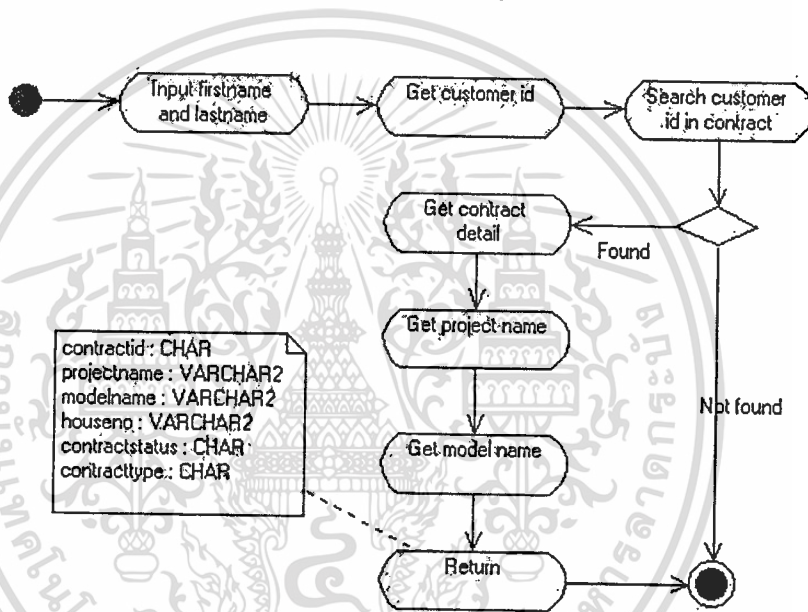 Input firstname
and lastname
Get customer id
Search customer
id in contract
Get contract
detail
Found
Get project name
Not found
contractid : CHAR
projectname : VARCHAR2
modelname : VARCHAR2
houseno : VARCHAR2
contractstatus : CHAR
contracttype : CHAR
Get model name
Return